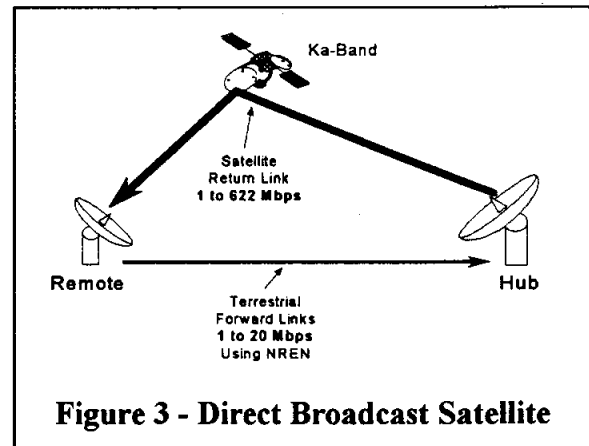 Ka-Band
Satellite
Return Link
1 to 622 Mbps
Remote
Hub
Terrestrial
Forward Links
1 to 20 Mbps
Using NREN
Figure 3 - Direct Broadcast Satellite